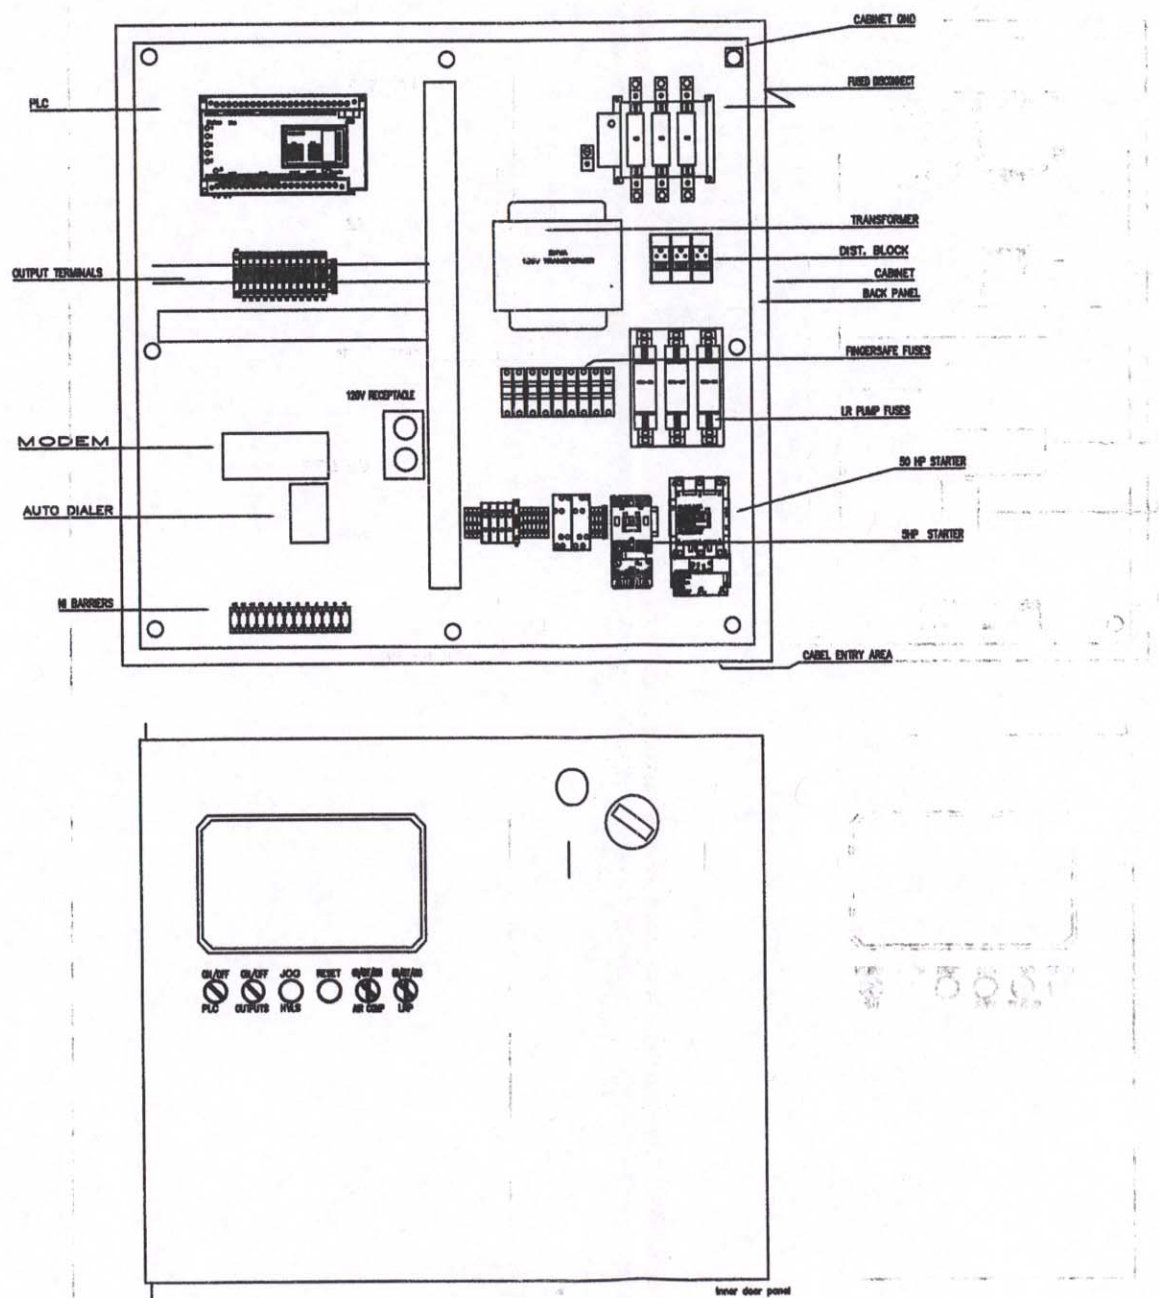 CABINET GND
FUSED DISCONNECT
PLC
TRANSFORMER
120V TRANSFORMER
DIST. BLOCK
OUTPUT TERMINALS
CABINET
BACK PANEL
FINGERSAFE FUSES
120V RECEPTACLE
LR PUMP FUSES
MODEM
50 HP STARTER
AUTO DIALER
5HP STARTER
NI BARRIERS
CABEL ENTRY AREA
ON/OFF ON/OFF JOG RESET
PLC OUTPUTS HVLS AIR COMP LRP
Inner door panel